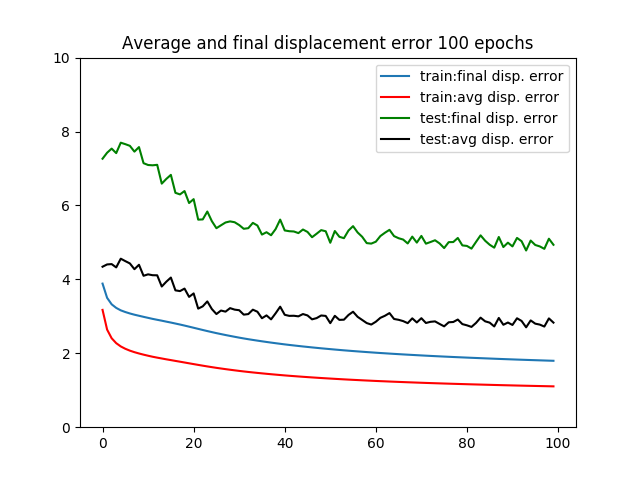 Average and final displacement error 100 epochs
train:final disp. error
train:avg disp. error
test:final disp. error
test:avg disp. error
10
8
6
4
2
0
0 20 40 60 80 100